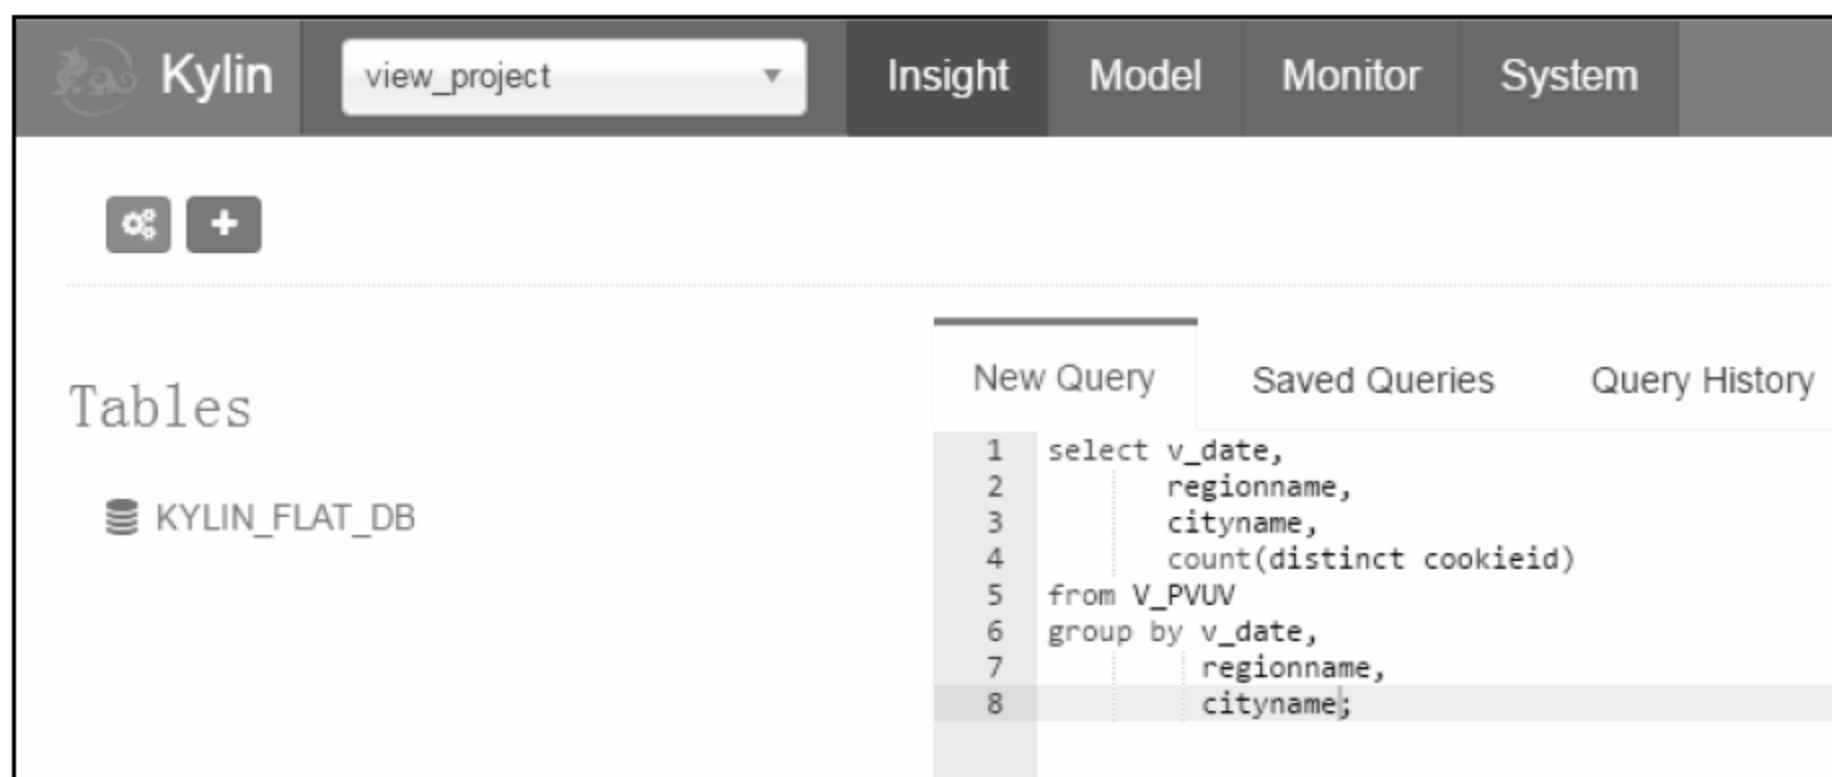 Kylin view_project Insight Model Monitor System
Tables
KYLIN_FLAT_DB
New Query Saved Queries Query History
1 select v_date,
2 regionname,
3 cityname,
4 count(distinct cookieid)
5 from V_PVUV
6 group by v_date,
7 regionname,
8 cityname;